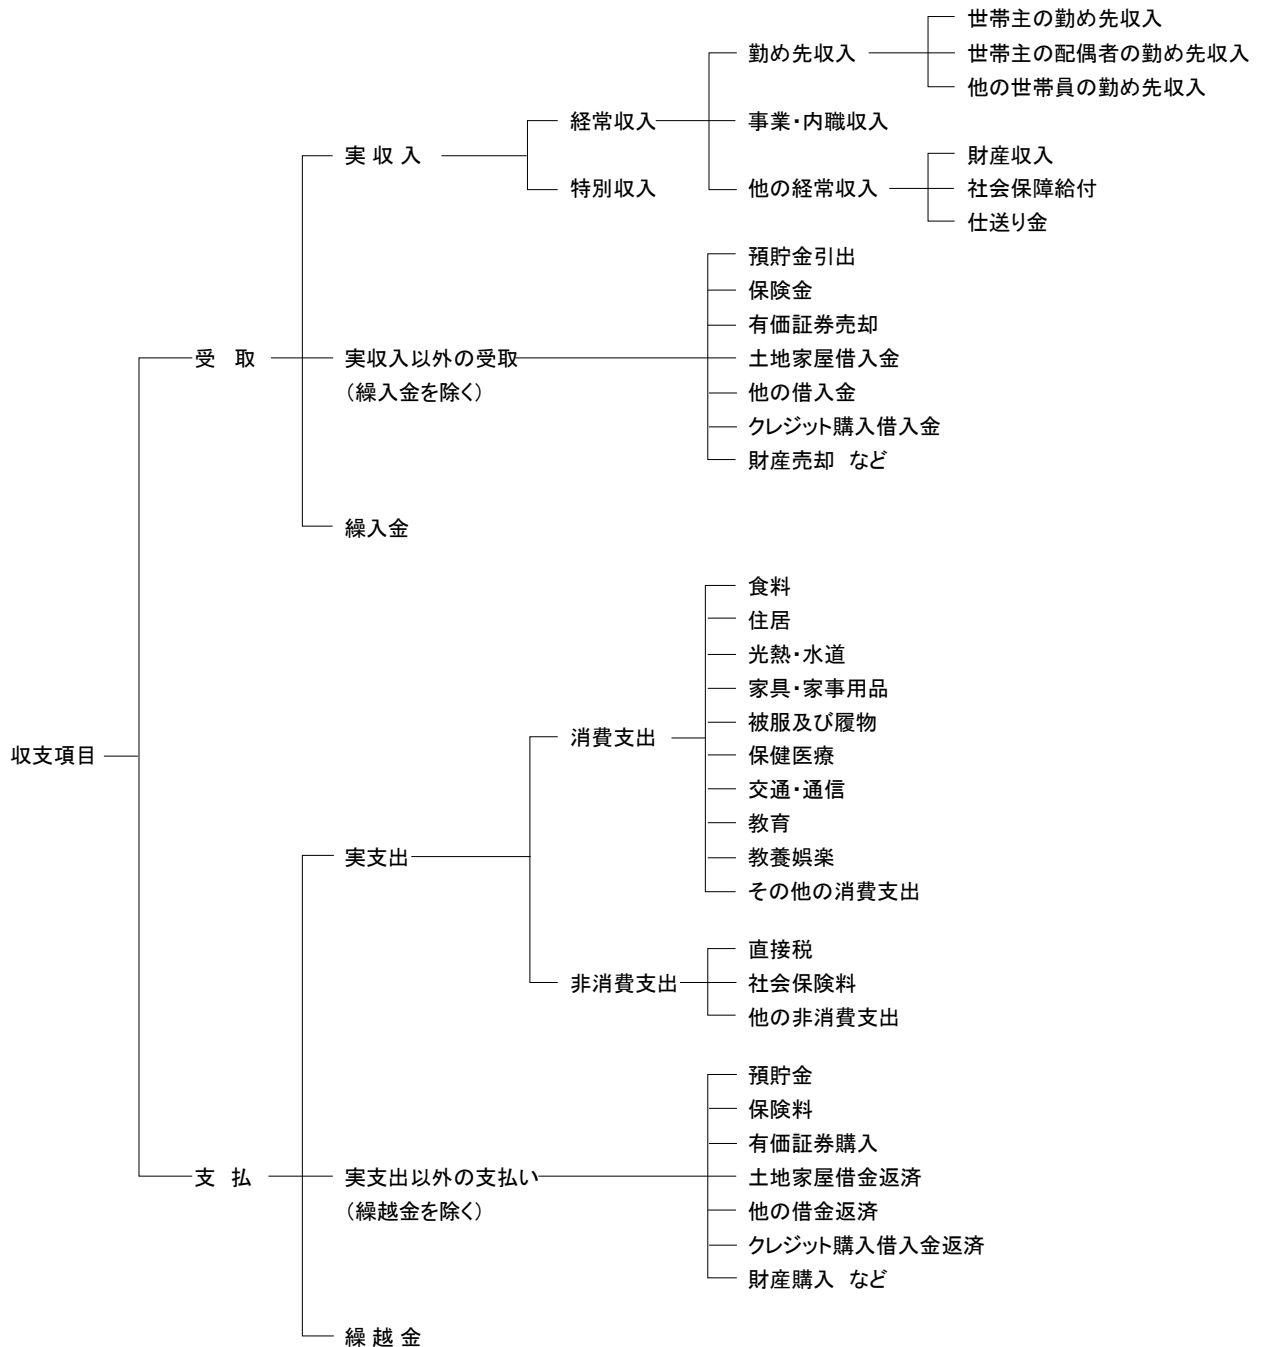 世帯主の勤め先収入
勤め先収入
世帯主の配偶者の勤め先収入
他の世帯員の勤め先収入
経常収入
事業・内職収入
実 収 入
財産収入
特別収入
他の経常収入
社会保障給付
仕送り金
預貯金引出
保険金
有価証券売却
受 取
実収入以外の受取
土地家屋借入金
（繰入金を除く）
他の借入金
クレジット購入借入金
財産売却 など
繰入金
食料
住居
光熱・水道
家具・家事用品
被服及び履物
消費支出
収支項目
保健医療
交通・通信
教育
実支出
教養娯楽
その他の消費支出
直接税
非消費支出
社会保険料
他の非消費支出
預貯金
保険料
有価証券購入
支 払
実支出以外の支払い
土地家屋借金返済
（繰越金を除く）
他の借金返済
クレジット購入借入金返済
財産購入 など
繰 越 金